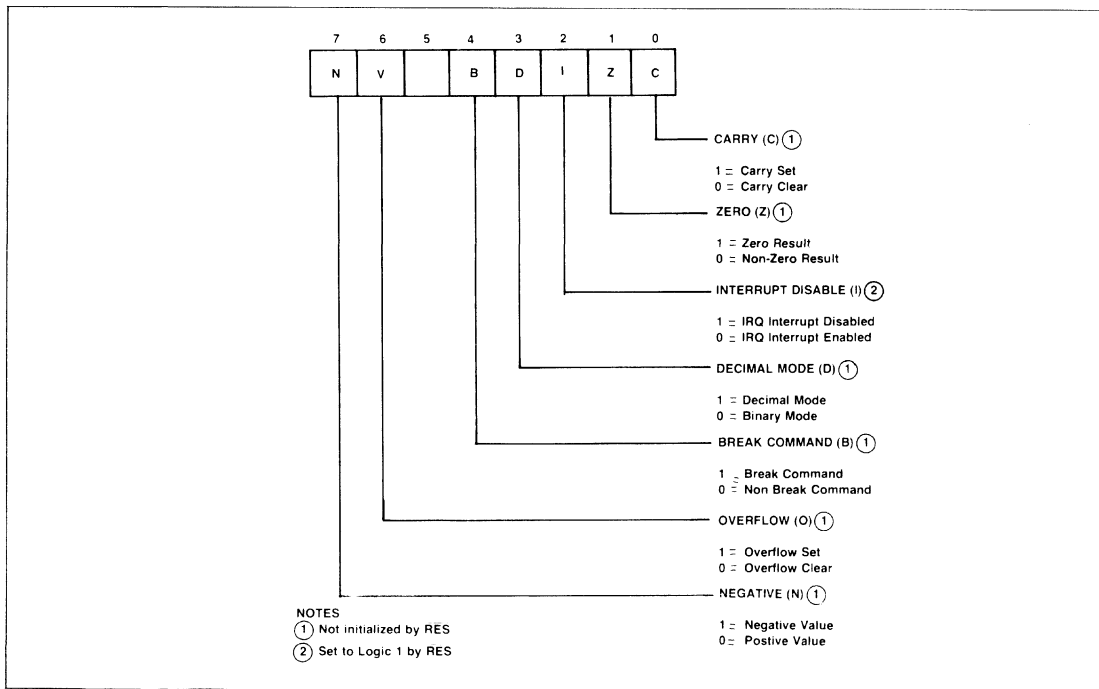 7 6 5 4 3 2 1 0
N V B D I Z C
CARRY (C) ①
1 = Carry Set
0 = Carry Clear
ZERO (Z) ①
1 = Zero Result
0 = Non-Zero Result
INTERRUPT DISABLE (I) ②
1 = IRQ Interrupt Disabled
0 = IRQ Interrupt Enabled
DECIMAL MODE (D) ①
1 = Decimal Mode
0 = Binary Mode
BREAK COMMAND (B) ①
1 = Break Command
0 = Non Break Command
OVERFLOW (O) ①
1 = Overflow Set
0 = Overflow Clear
NEGATIVE (N) ①
1 = Negative Value
0 = Postive Value
NOTES
① Not initialized by RES
② Set to Logic 1 by RES